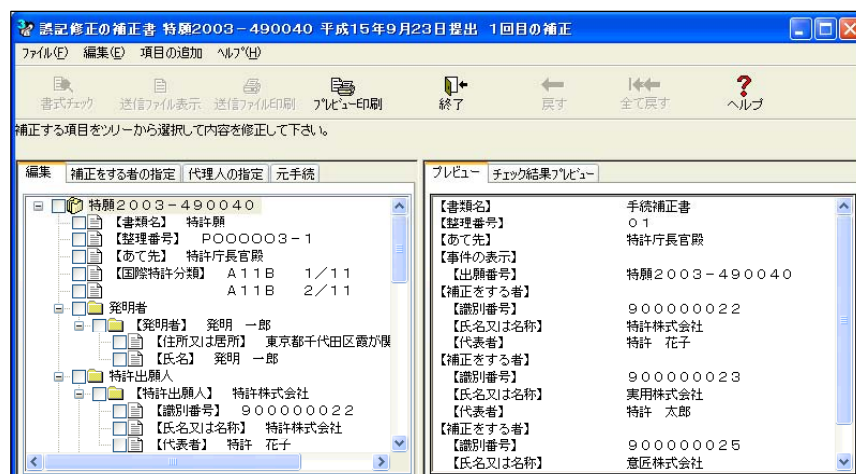 誤記修正の補正書 特願2003-490040 平成15年9月23日提出 1回目の補正
ファイル(F) 編集(E) 項目の追加 ヘルプ(H)
書式チェック 送信ファイル表示 送信ファイル印刷 プレビュー印刷 終了 戻す 全て戻す ヘルプ
補正する項目をツリーから選択して内容を修正して下さい。
編集 補正をする者の指定 代理人の指定 元手続
特願2003-490040
【書類名】 特許願
【整理番号】 P000003-1
【あて先】 特許庁長官殿
【国際特許分類】 A11B 1/11
A11B 2/11
発明者
【発明者】 発明 一郎
【住所又は居所】 東京都千代田区霞が関
【氏名】 発明 一郎
特許出願人
【特許出願人】 特許株式会社
【識別番号】 900000022
【氏名又は名称】 特許株式会社
【代表者】 特許 花子
プレビュー チェック結果プレビュー
【書類名】 手続補正書
【整理番号】 01
【あて先】 特許庁長官殿
【事件の表示】
【出願番号】 特願2003-490040
【補正をする者】
【識別番号】 900000022
【氏名又は名称】 特許株式会社
【代表者】 特許 花子
【補正をする者】
【識別番号】 900000023
【氏名又は名称】 実用株式会社
【代表者】 特許 太郎
【補正をする者】
【識別番号】 900000025
【氏名又は名称】 意匠株式会社